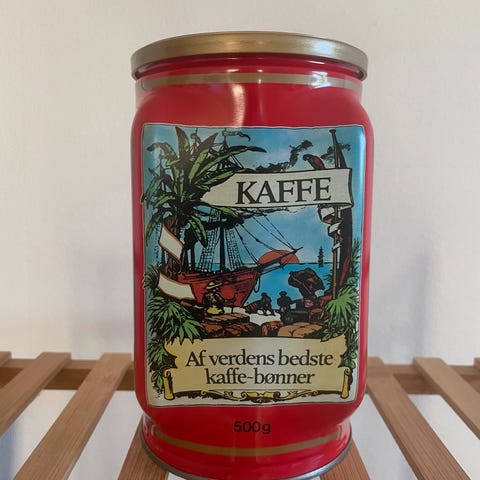 KAFFE
Af verdens bedste
kaffe-bønner
500g